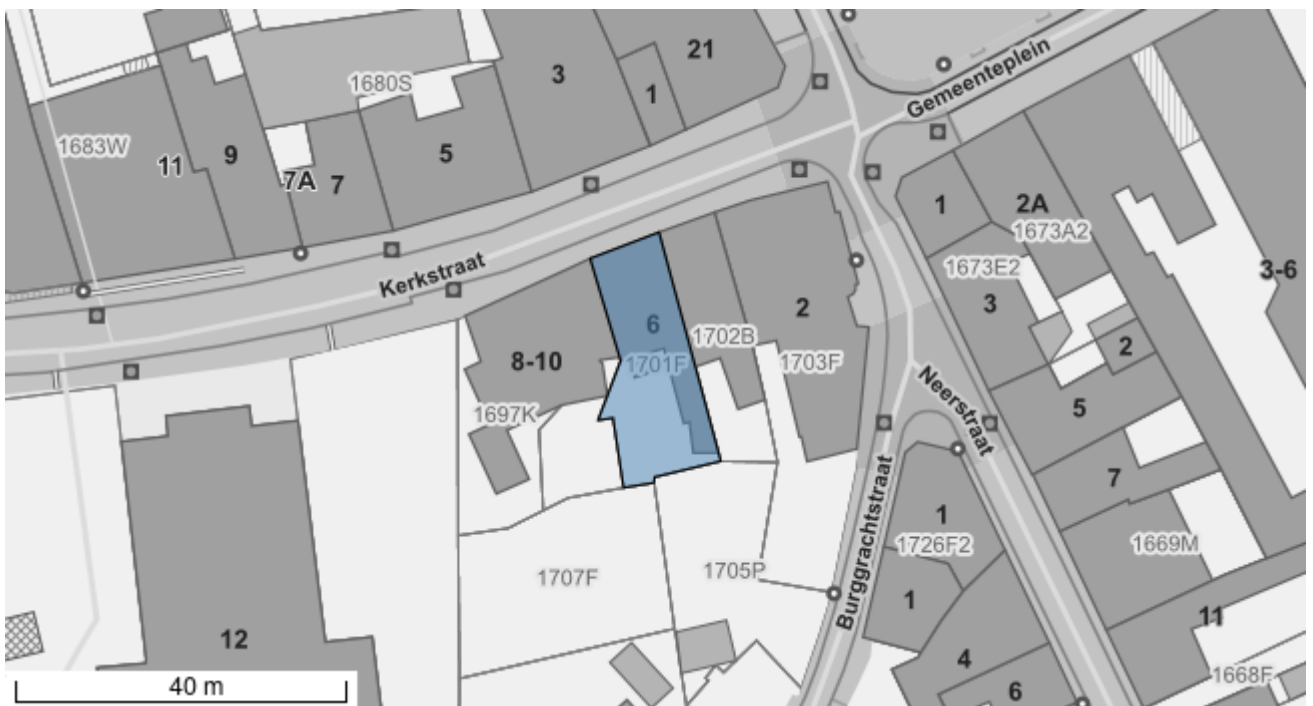 21
3
1
Gemeenteplein
1680S
1683W
11
9
7A
7
5
1
2A
1673A2
1673E2
3
3-6
Kerkstraat
6
1702B
2
1701F
1703F
8-10
1697K
2
5
Neerstraat
7
1
1726F2
1669M
1707F
1705P
Burggrachtstraat
1
11
12
4
1668F
6
40 m